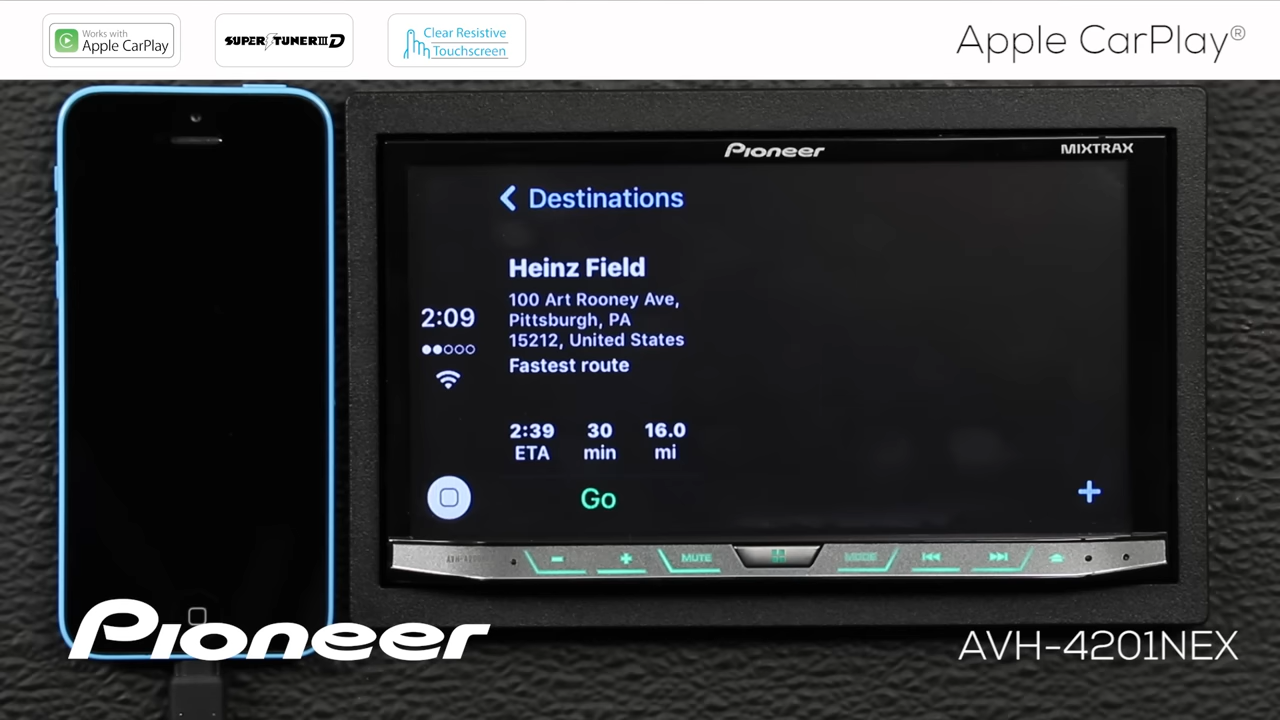 Works with
Apple CarPlay
SUPER TUNER III D
Clear Resistive
Touchscreen
Apple CarPlay®
Pioneer
MIXTRAX
Destinations
Heinz Field
100 Art Rooney Ave,
Pittsburgh, PA
15212, United States
Fastest route
2:09
2:39 30 16.0
ETA min mi
Go
MUTE
MODE
Pioneer
AVH-4201NEX